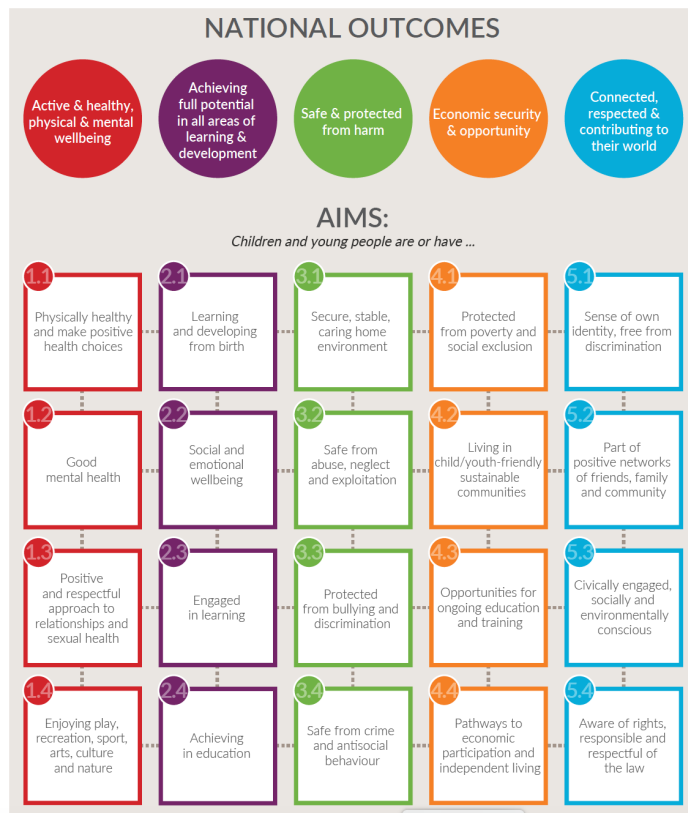 NATIONAL OUTCOMES
Active & healthy,
physical & mental
wellbeing
Achieving
full potential
in all areas of
learning &
development
Safe & protected
from harm
Economic security
& opportunity
Connected,
respected &
contributing to
their world
AIMS:
Children and young people are or have ...
1.1
Physically healthy
and make positive
health choices
2.1
Learning
and developing
from birth
3.1
Secure, stable,
caring home
environment
4.1
Protected
from poverty and
social exclusion
5.1
Sense of own
identity, free from
discrimination
1.2
Good
mental health
2.2
Social and
emotional
wellbeing
3.2
Safe from
abuse, neglect
and exploitation
4.2
Living in
child/youth-friendly
sustainable
communities
5.2
Part of
positive networks
of friends, family
and community
1.3
Positive
and respectful
approach to
relationships and
sexual health
2.3
Engaged
in learning
3.3
Protected
from bullying and
discrimination
4.3
Opportunities for
ongoing education
and training
5.3
Civically engaged,
socially and
environmentally
conscious
1.4
Enjoying play,
recreation, sport,
arts, culture
and nature
2.4
Achieving
in education
3.4
Safe from crime
and antisocial
behaviour
4.4
Pathways to
economic
participation and
independent living
5.4
Aware of rights,
responsible and
respectful of
the law